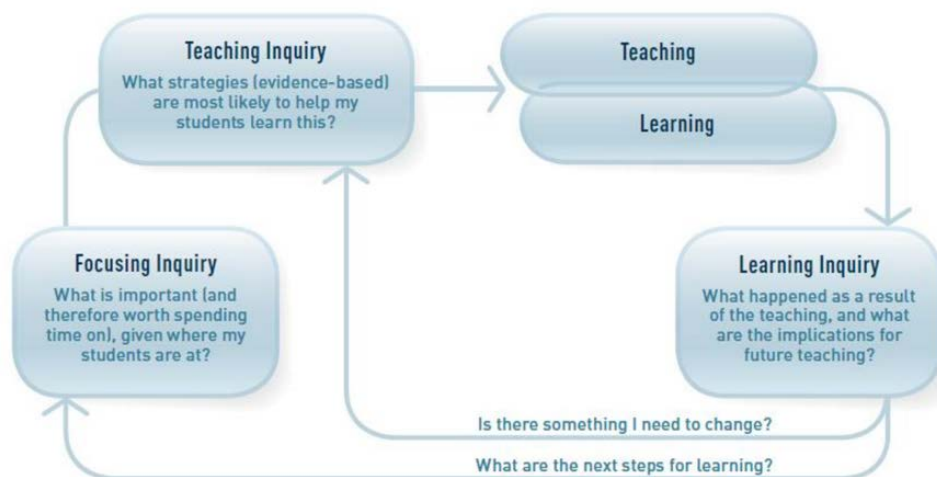 Teaching Inquiry
What strategies (evidence-based)
are most likely to help my
students learn this?
Teaching
Learning
Focusing Inquiry
What is important (and
therefore worth spending
time on), given where my
students are at?
Learning Inquiry
What happened as a result
of the teaching, and what
are the implications for
future teaching?
Is there something I need to change?
What are the next steps for learning?